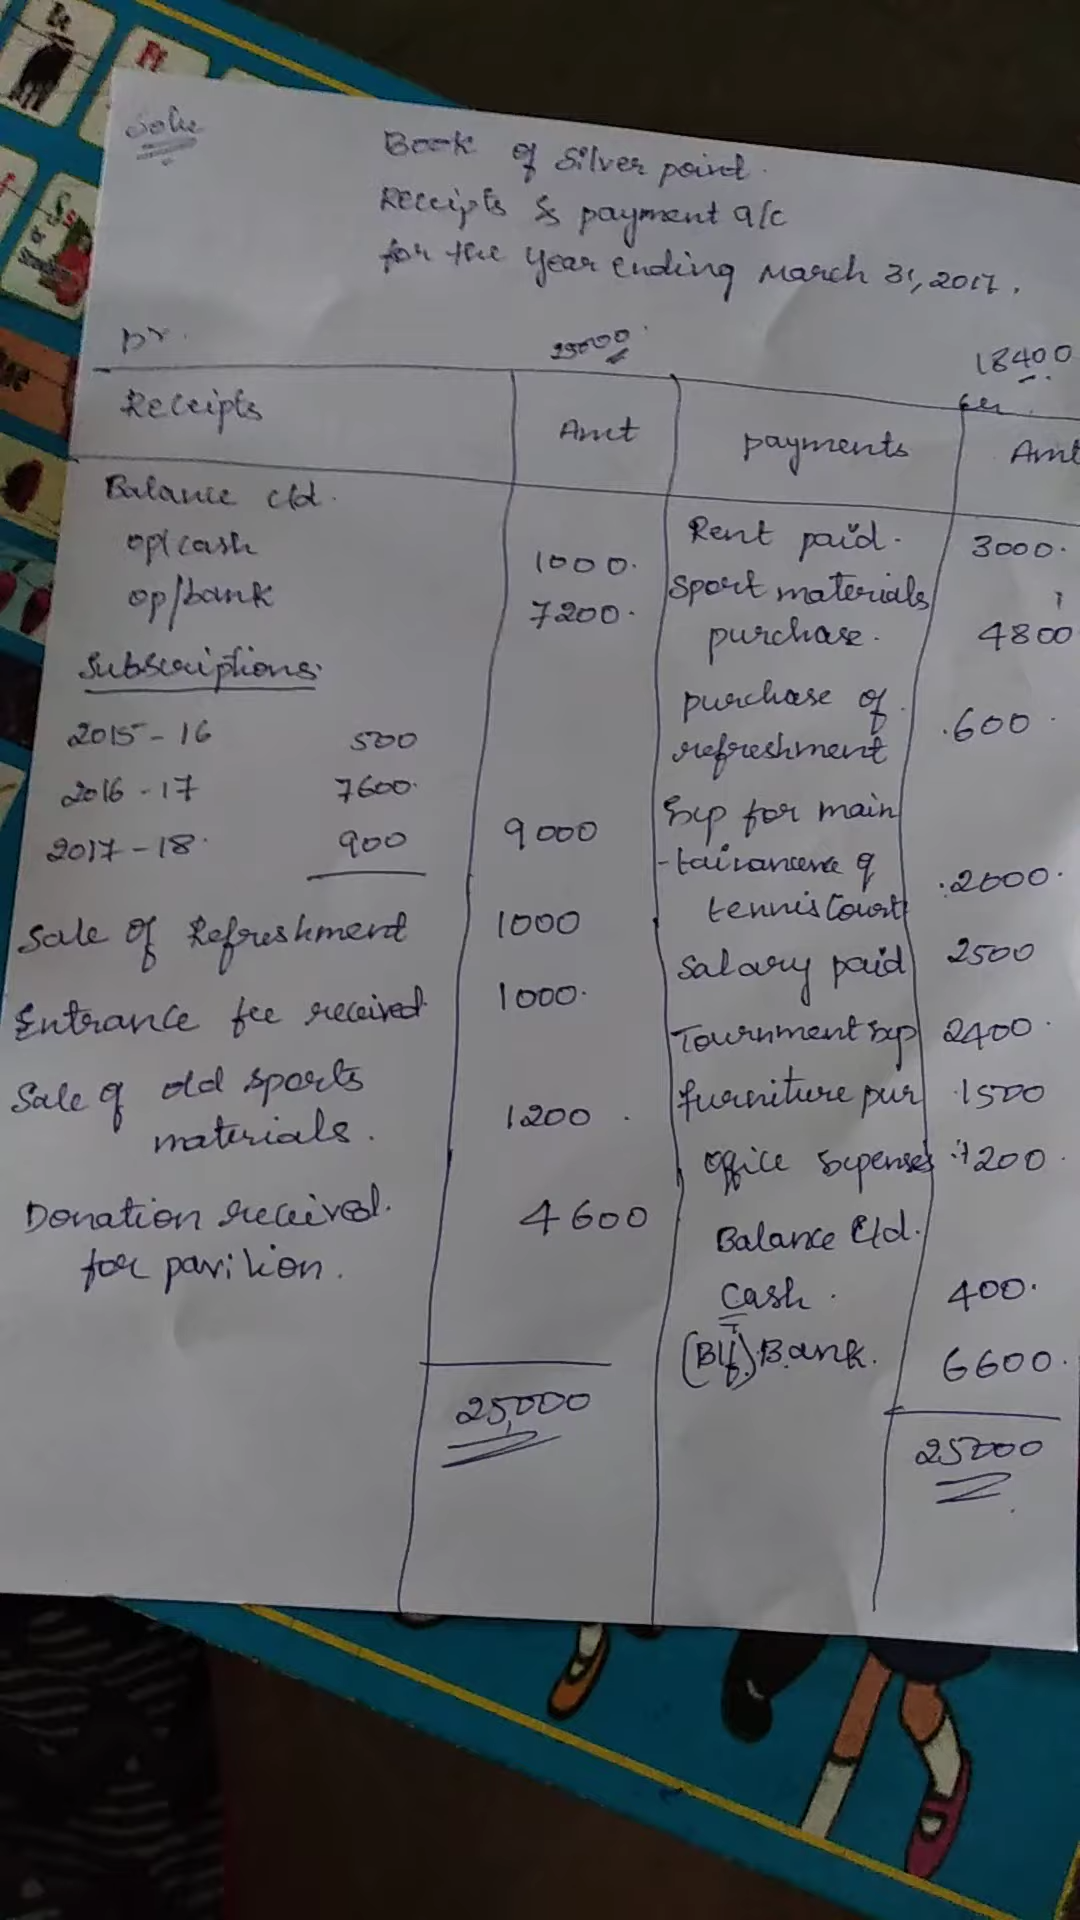 Solu
Book of Silver point.
Receipts & payment a/c
for the Year ending March 31, 2017.
Dr. 25000 18400
Cr.
Receipts Amt payments Amt
Balance c/d.
op/cash 1000.
op/bank 7200.
Subscriptions:
2015-16 500
2016-17 7600.
2017-18. 900 9000
Sale of Refreshment 1000
Entrance fee received 1000.
Sale of old sports
materials. 1200.
Donation received.
for pavilion. 4600
25,000
Rent paid. 3000.
Sport materials
purchase. 4800
purchase of
refreshment .600.
Exp for main
-tainance of
tennis Court .2000.
Salary paid 2500
Tournment Exp 2400.
furniture pur .1500
office Expenses 1200.
Balance C/d.
Cash. 400.
(B/f) Bank. 6600.
25000